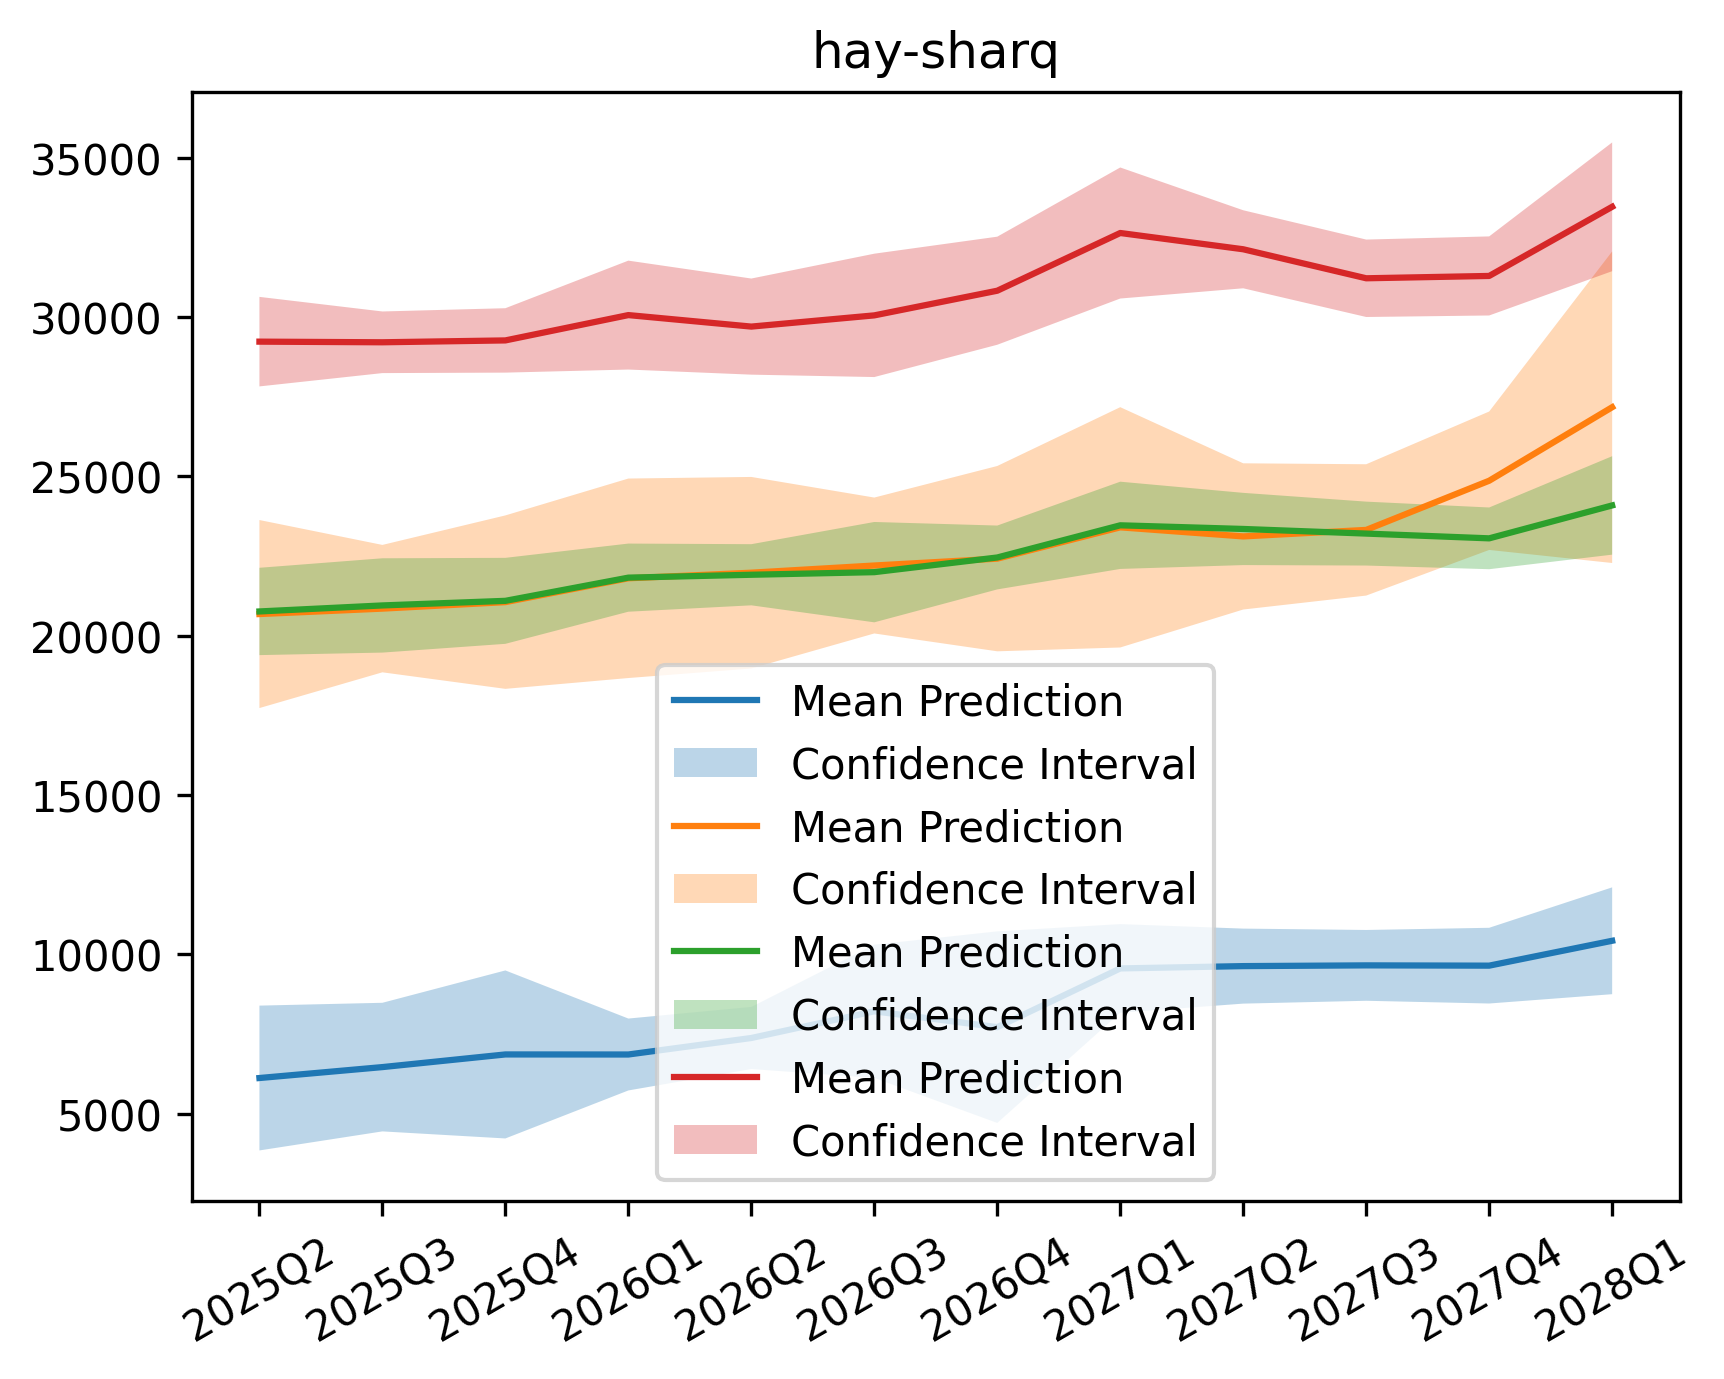 hay-sharq
35000
30000
25000
20000
15000
10000
5000
Mean Prediction
Confidence Interval
Mean Prediction
Confidence Interval
Mean Prediction
Confidence Interval
Mean Prediction
Confidence Interval
2025Q2
2025Q3
2025Q4
2026Q1
2026Q2
2026Q3
2026Q4
2027Q1
2027Q2
2027Q3
2027Q4
2028Q1